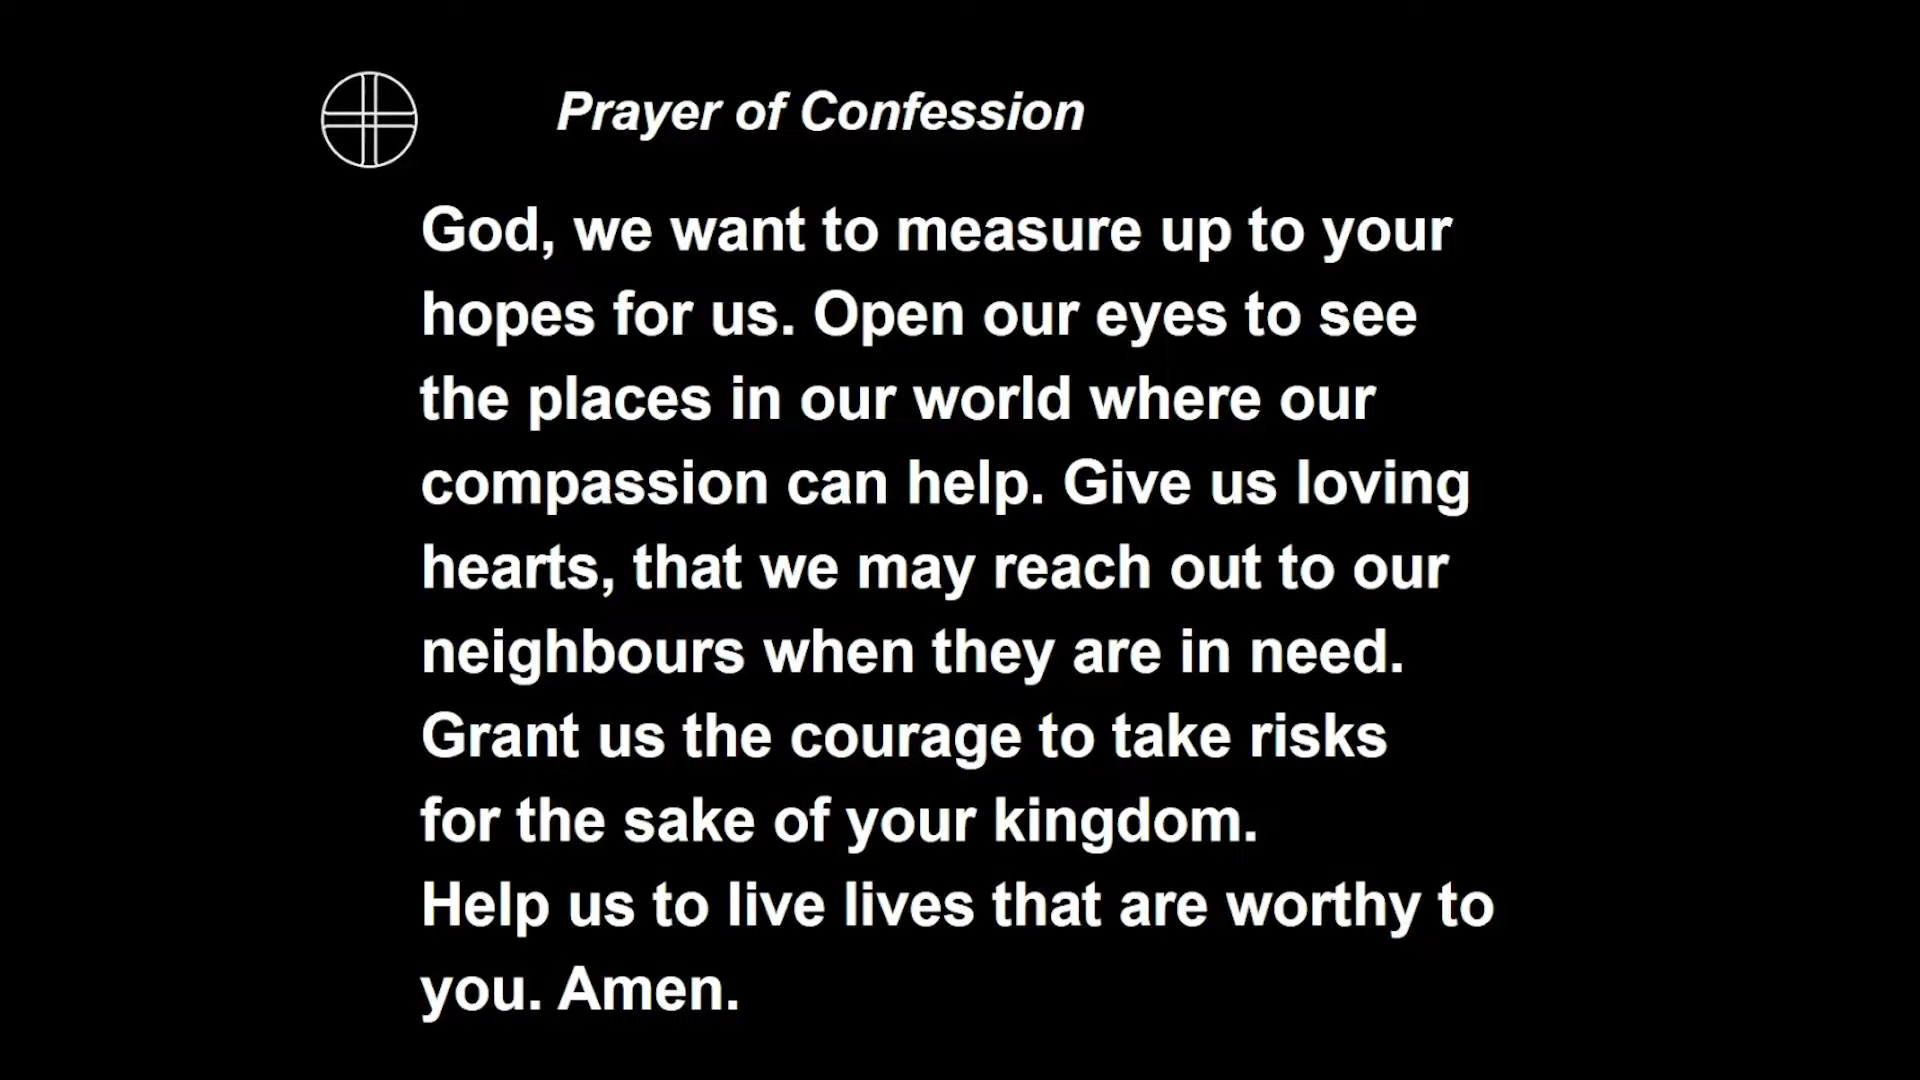 Prayer of Confession
God, we want to measure up to your
hopes for us. Open our eyes to see
the places in our world where our
compassion can help. Give us loving
hearts, that we may reach out to our
neighbours when they are in need.
Grant us the courage to take risks
for the sake of your kingdom.
Help us to live lives that are worthy to
you. Amen.